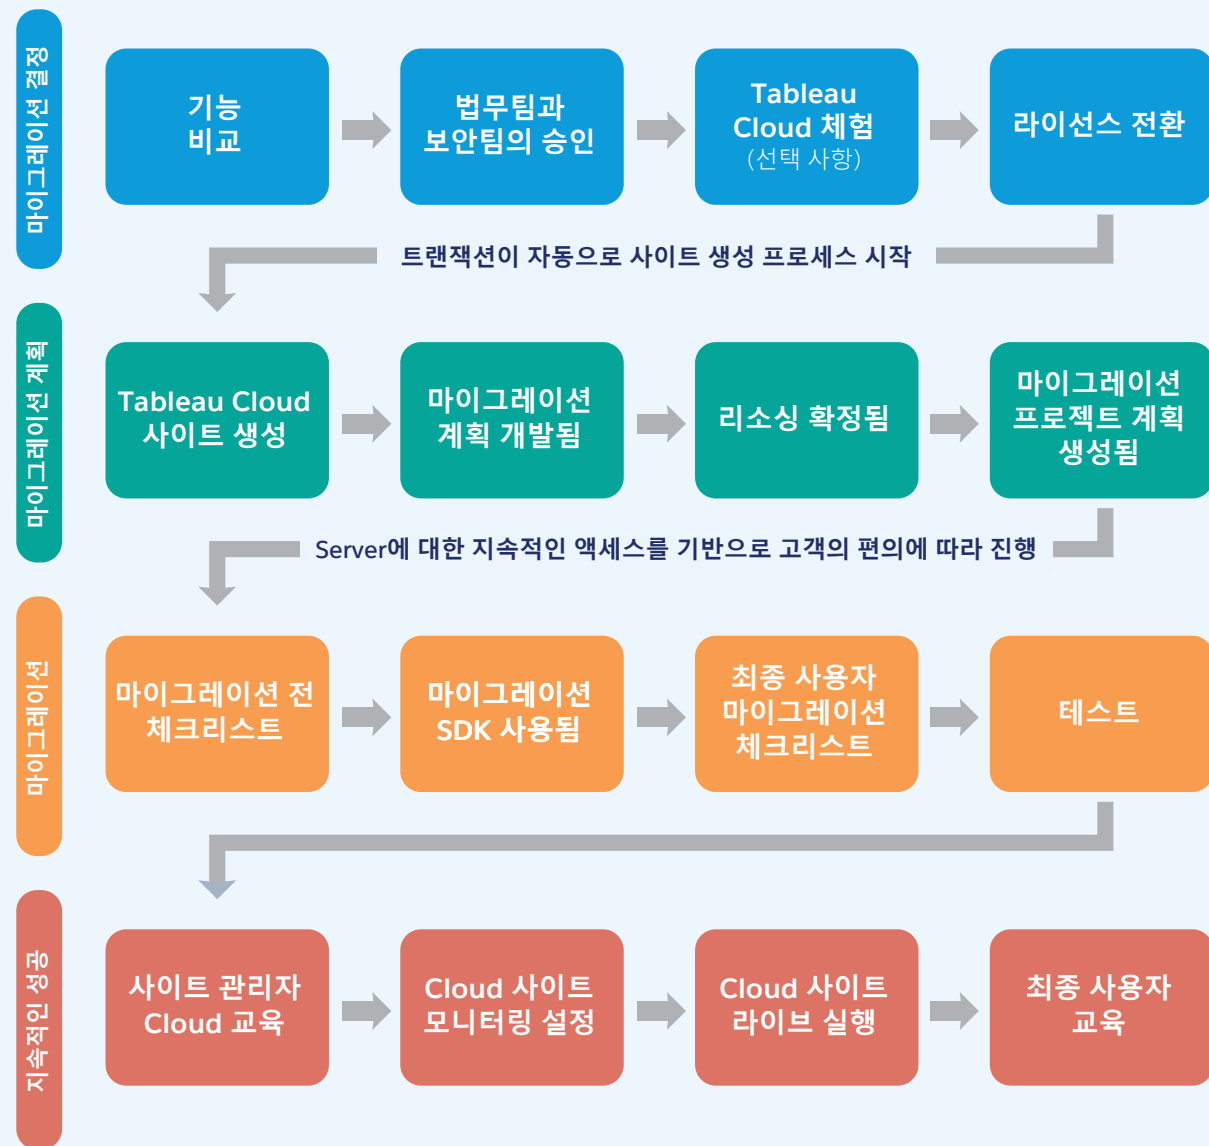 마이그레이션 결정
기능
비교
법무팀과
보안팀의 승인
Tableau
Cloud 체험
(선택 사항)
라이선스 전환
트랜잭션이 자동으로 사이트 생성 프로세스 시작
마이그레이션 계획
Tableau Cloud
사이트 생성
마이그레이션
계획 개발됨
리소싱 확정됨
마이그레이션
프로젝트 계획
생성됨
Server에 대한 지속적인 액세스를 기반으로 고객의 편의에 따라 진행
마이그레이션
마이그레이션 전
체크리스트
마이그레이션
SDK 사용됨
최종 사용자
마이그레이션
체크리스트
테스트
지속적인 성공
사이트 관리자
Cloud 교육
Cloud 사이트
모니터링 설정
Cloud 사이트
라이브 실행
최종 사용자
교육